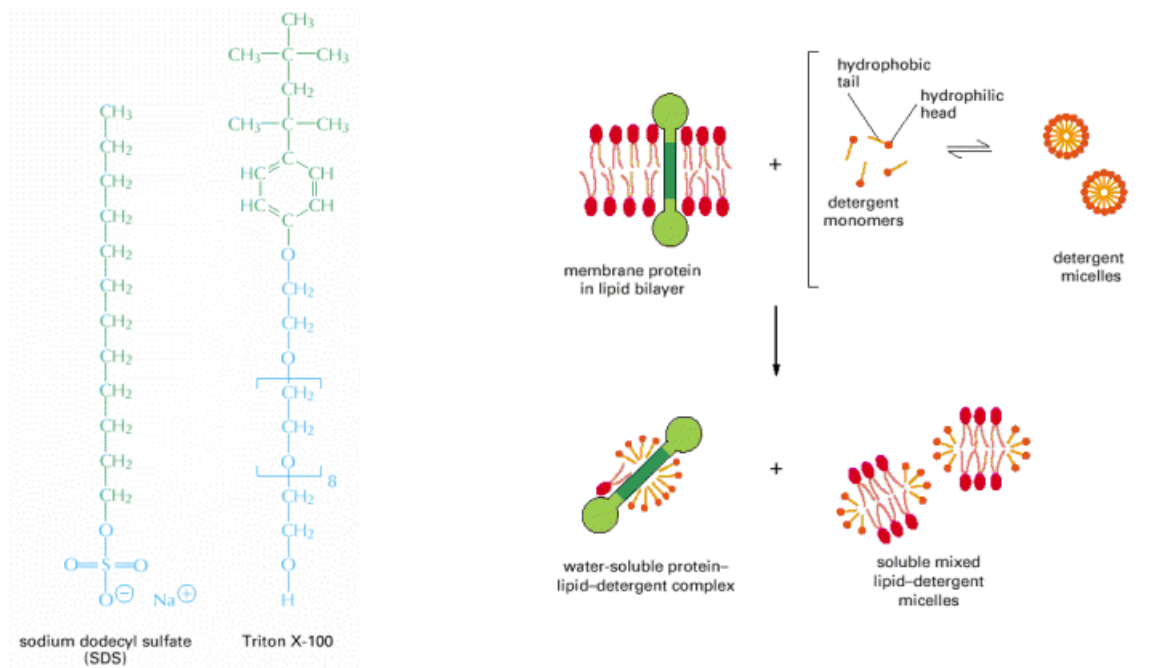 CH3
CH3—C—CH3
CH2
CH3—C—CH3
C
HC CH
HC CH
C
O
CH2
CH2
O
CH2
CH2
O
8
CH2
CH2
O
H
Triton X-100
CH3
CH2
CH2
CH2
CH2
CH2
CH2
CH2
CH2
CH2
CH2
CH2
O
O=S=O
O⊖ Na⊕
sodium dodecyl sulfate
(SDS)
membrane protein
in lipid bilayer
+
hydrophobic
tail
hydrophilic
head
detergent
monomers
detergent
micelles
water-soluble protein–
lipid–detergent complex
+
soluble mixed
lipid–detergent
micelles